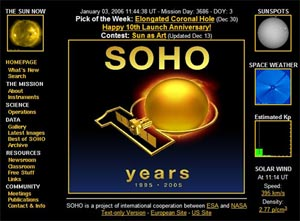 THE SUN NOW
January 03, 2006 11:44:38 UT - Mission Day: 3686 - DOY: 3
Pick of the Week: Elongated Coronal Hole (Dec 30)
Happy 10th Launch Anniversary!
Contest: Sun as Art (Updated Dec 13)
SUNSPOTS
HOMEPAGE
What's New
Search
THE MISSION
About
Instruments
SCIENCE
Operations
DATA
Gallery
Latest Images
Best of SOHO
Archive
RESOURCES
Newsroom
Classroom
Free Stuff
Links
COMMUNITY
Meetings
Publications
Contact & Info
SOHO
years
1995 - 2005
SPACE WEATHER
Estimated Kp
SOLAR WIND
At 11:14 UT
Speed:
395 km/s
Density:
2.77 p/cm³
SOHO is a project of international cooperation between ESA and NASA
Text-only Version - European Site - US Site